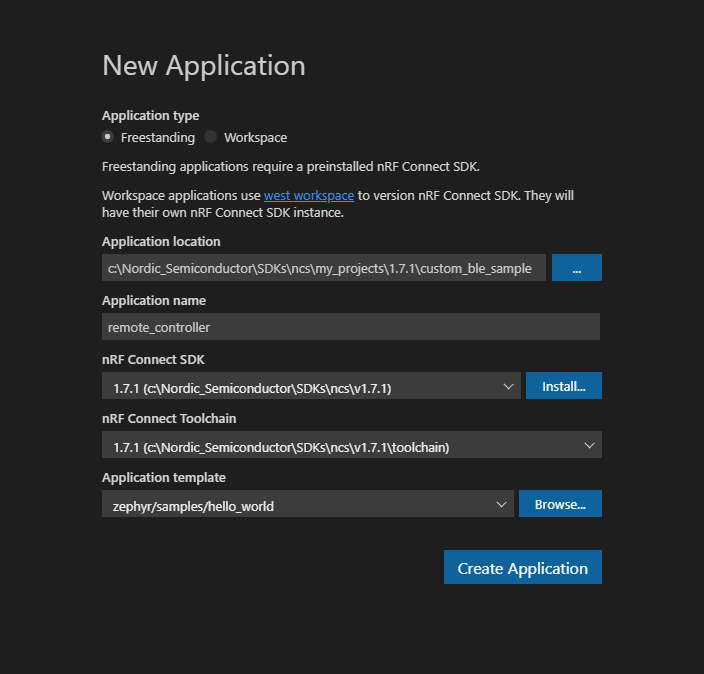 New Application
Application type
Freestanding Workspace
Freestanding applications require a preinstalled nRF Connect SDK.
Workspace applications use west workspace to version nRF Connect SDK. They will
have their own nRF Connect SDK instance.
Application location
c:\Nordic_Semiconductor\SDKs\ncs\my_projects\1.7.1\custom_ble_sample ...
Application name
remote_controller
nRF Connect SDK
1.7.1 (c:\Nordic_Semiconductor\SDKs\ncs\v1.7.1) Install...
nRF Connect Toolchain
1.7.1 (c:\Nordic_Semiconductor\SDKs\ncs\v1.7.1\toolchain)
Application template
zephyr/samples/hello_world Browse...
Create Application